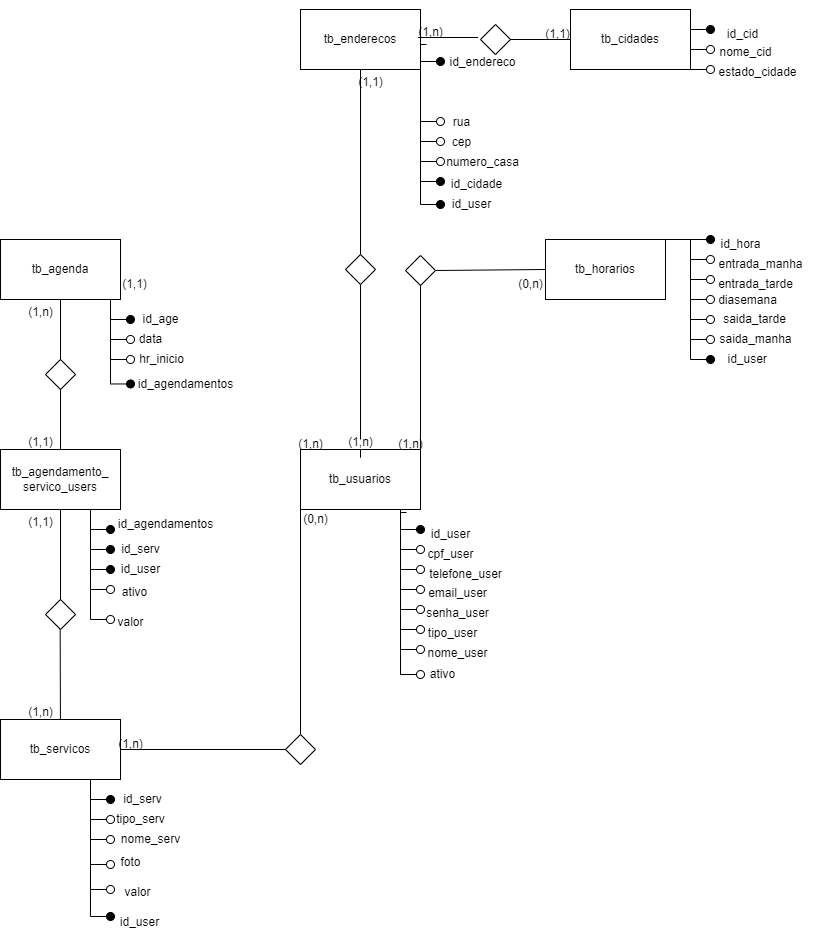 tb_enderecos
(1,n)
(1,1)
tb_cidades
id_cid
nome_cid
estado_cidade
id_endereco
(1,1)
rua
cep
numero_casa
id_cidade
id_user
tb_agenda
(1,1)
(1,n)
id_age
data
hr_inicio
id_agendamentos
tb_horarios
(0,n)
id_hora
entrada_manha
entrada_tarde
diasemana
saida_tarde
saida_manha
id_user
(1,1)
tb_agendamento_
servico_users
(1,1)
id_agendamentos
id_serv
id_user
ativo
valor
(1,n)
(1,n)
(1,n)
tb_usuarios
(0,n)
id_user
cpf_user
telefone_user
email_user
senha_user
tipo_user
nome_user
ativo
(1,n)
tb_servicos
(1,n)
id_serv
tipo_serv
nome_serv
foto
valor
id_user